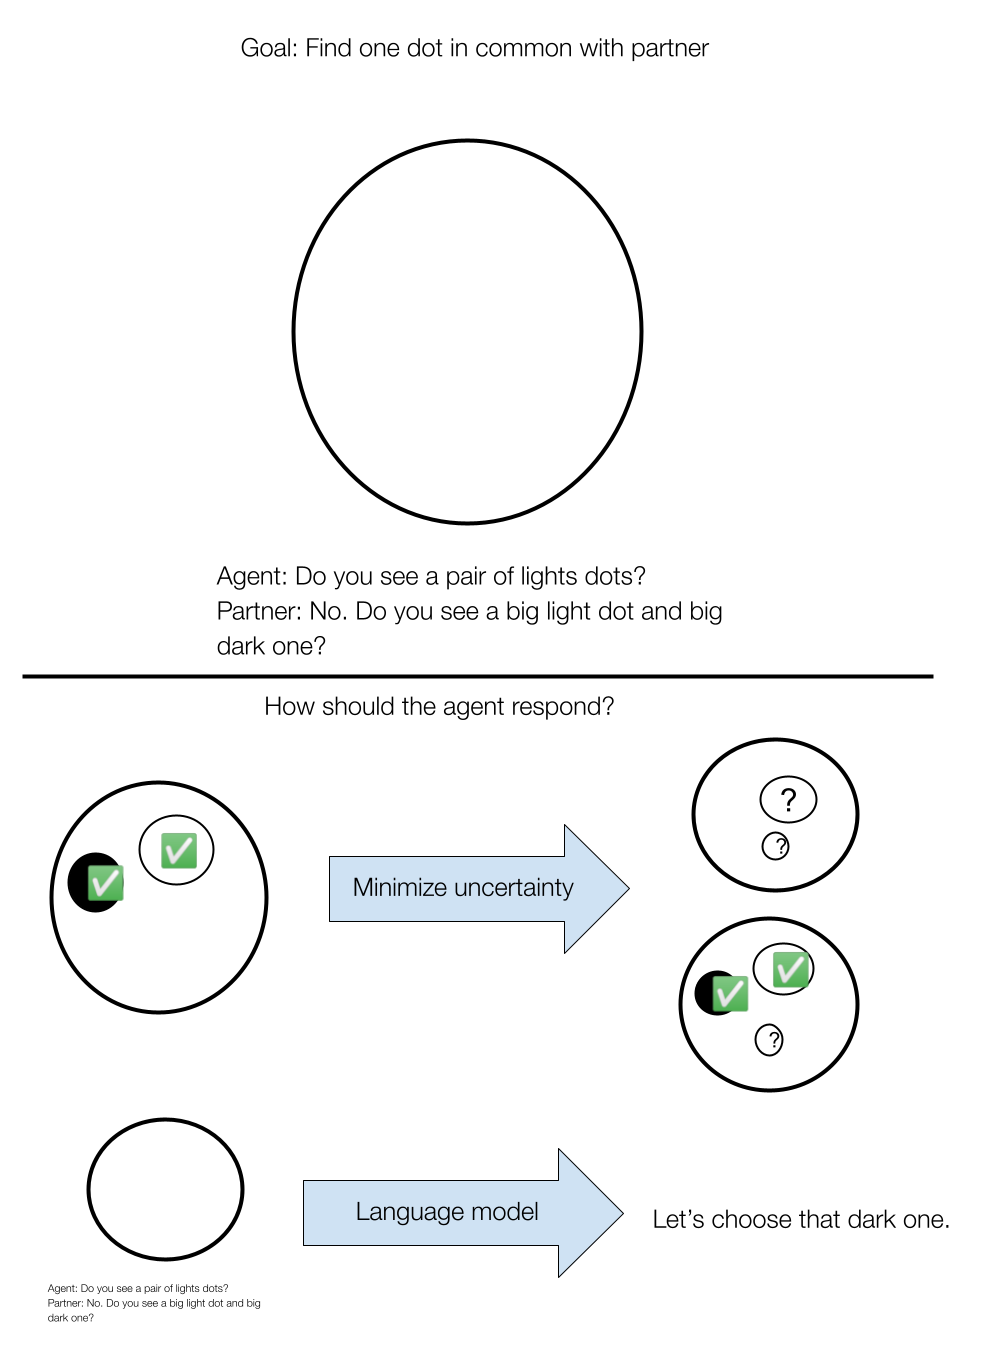 Goal: Find one dot in common with partner
Agent: Do you see a pair of lights dots?
Partner: No. Do you see a big light dot and big
dark one?
How should the agent respond?
?
?
Minimize uncertainty
?
Language model
Let's choose that dark one.
Agent: Do you see a pair of lights dots?
Partner: No. Do you see a big light dot and big
dark one?